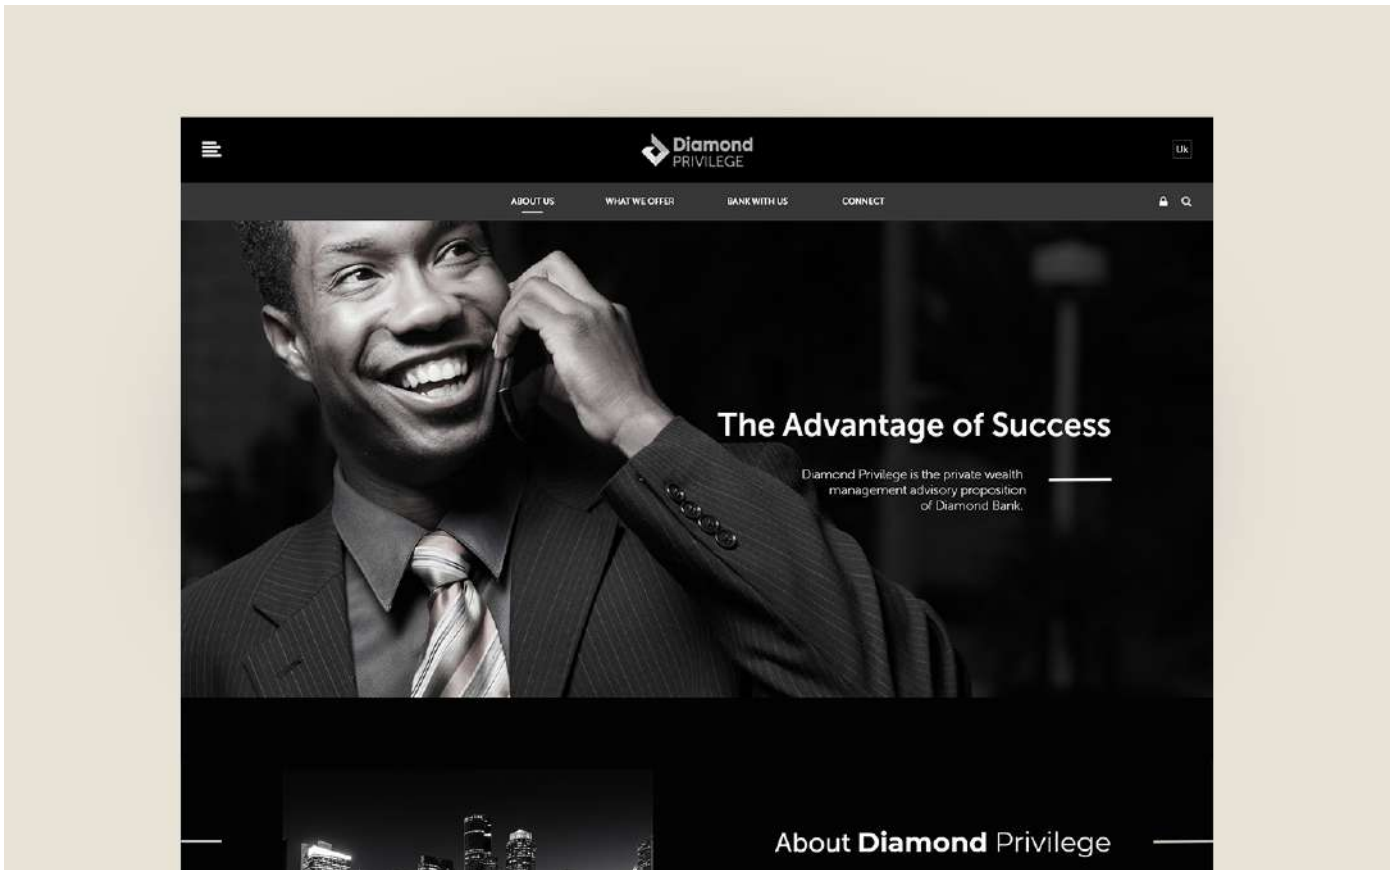 Diamond
PRIVILEGE
Uk
ABOUT US
WHAT WE OFFER
BANK WITH US
CONNECT
The Advantage of Success
Diamond Privilege is the private wealth
management advisory proposition
of Diamond Bank.
About Diamond Privilege